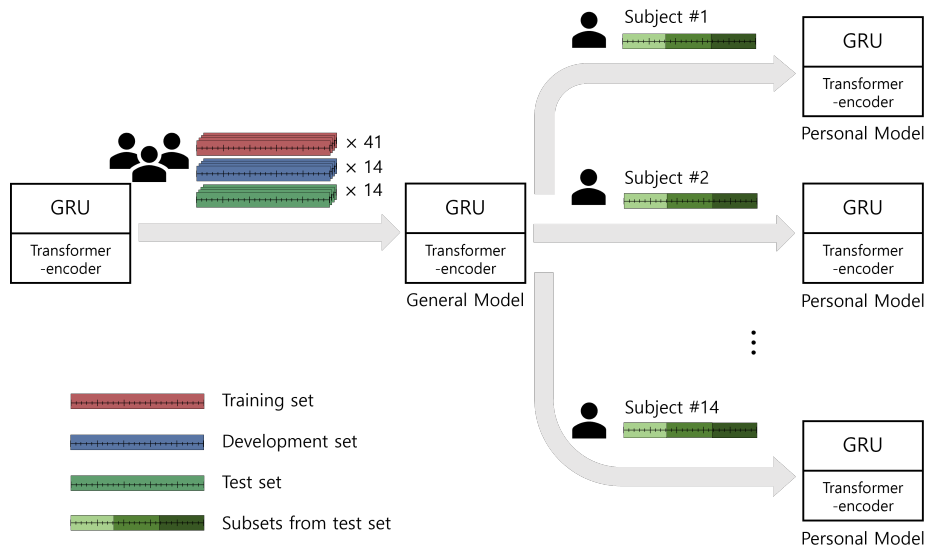 GRU
Transformer
-encoder
× 41
× 14
× 14
GRU
Transformer
-encoder
General Model
Subject #1
GRU
Transformer
-encoder
Personal Model
Subject #2
GRU
Transformer
-encoder
Personal Model
⋮
Subject #14
GRU
Transformer
-encoder
Personal Model
Training set
Development set
Test set
Subsets from test set